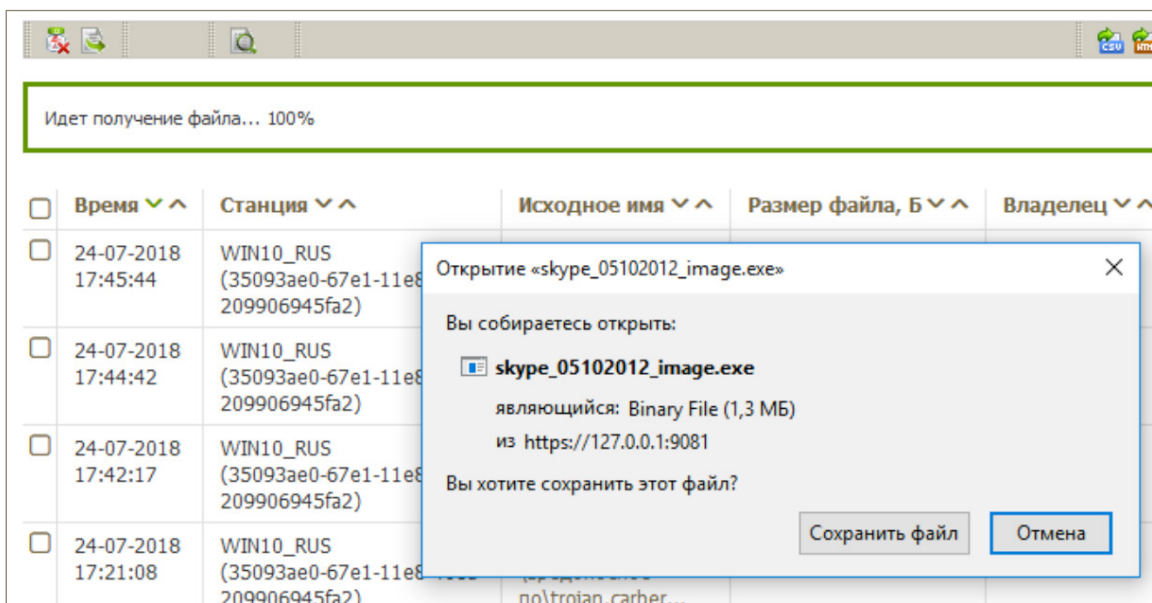 CSV
Идет получение файла... 100%
Время Станция Исходное имя Размер файла, Б Владелец
24-07-2018
17:45:44
WIN10_RUS
(35093ae0-67e1-11e8
209906945fa2)
24-07-2018
17:44:42
WIN10_RUS
(35093ae0-67e1-11e8
209906945fa2)
24-07-2018
17:42:17
WIN10_RUS
(35093ae0-67e1-11e8
209906945fa2)
24-07-2018
17:21:08
WIN10_RUS
(35093ae0-67e1-11e8
209906945fa2)
по\trojan.carber...
Открытие «skype_05102012_image.exe»
Вы собираетесь открыть:
skype_05102012_image.exe
являющийся: Binary File (1,3 МБ)
из https://127.0.0.1:9081
Вы хотите сохранить этот файл?
Сохранить файл
Отмена